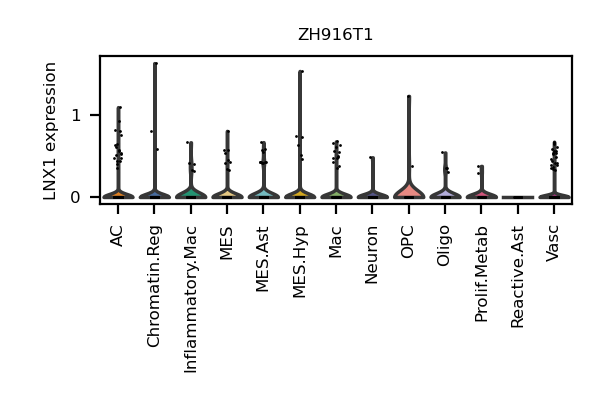 ZH916T1
LNX1 expression
1
0
AC
Chromatin.Reg
Inflammatory.Mac
MES
MES.Ast
MES.Hyp
Mac
Neuron
OPC
Oligo
Prolif.Metab
Reactive.Ast
Vasc